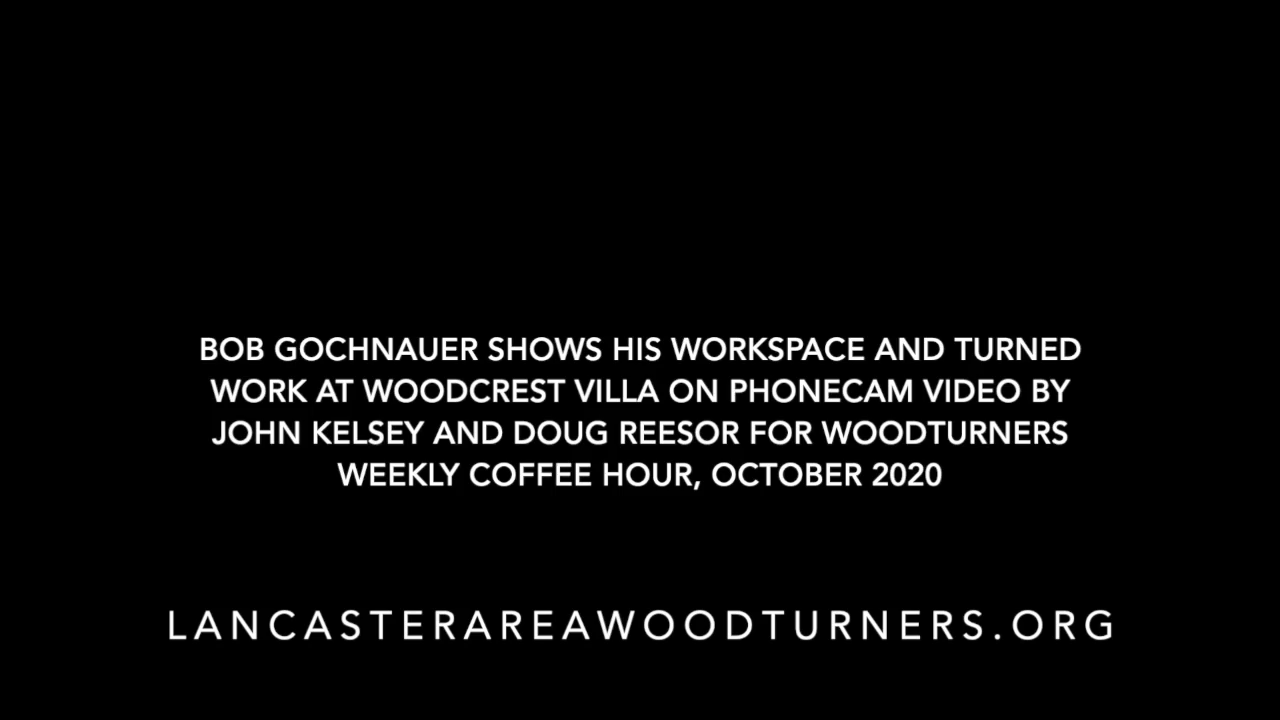 BOB GOCHNAUER SHOWS HIS WORKSPACE AND TURNED
WORK AT WOODCREST VILLA ON PHONECAM VIDEO BY
JOHN KELSEY AND DOUG REESOR FOR WOODTURNERS
WEEKLY COFFEE HOUR, OCTOBER 2020
LANCASTERAREAWOODTURNERS.ORG